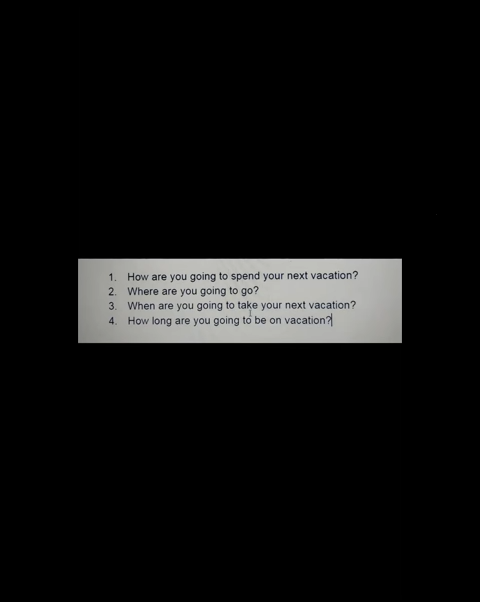 1. How are you going to spend your next vacation?
2. Where are you going to go?
3. When are you going to take your next vacation?
4. How long are you going to be on vacation?